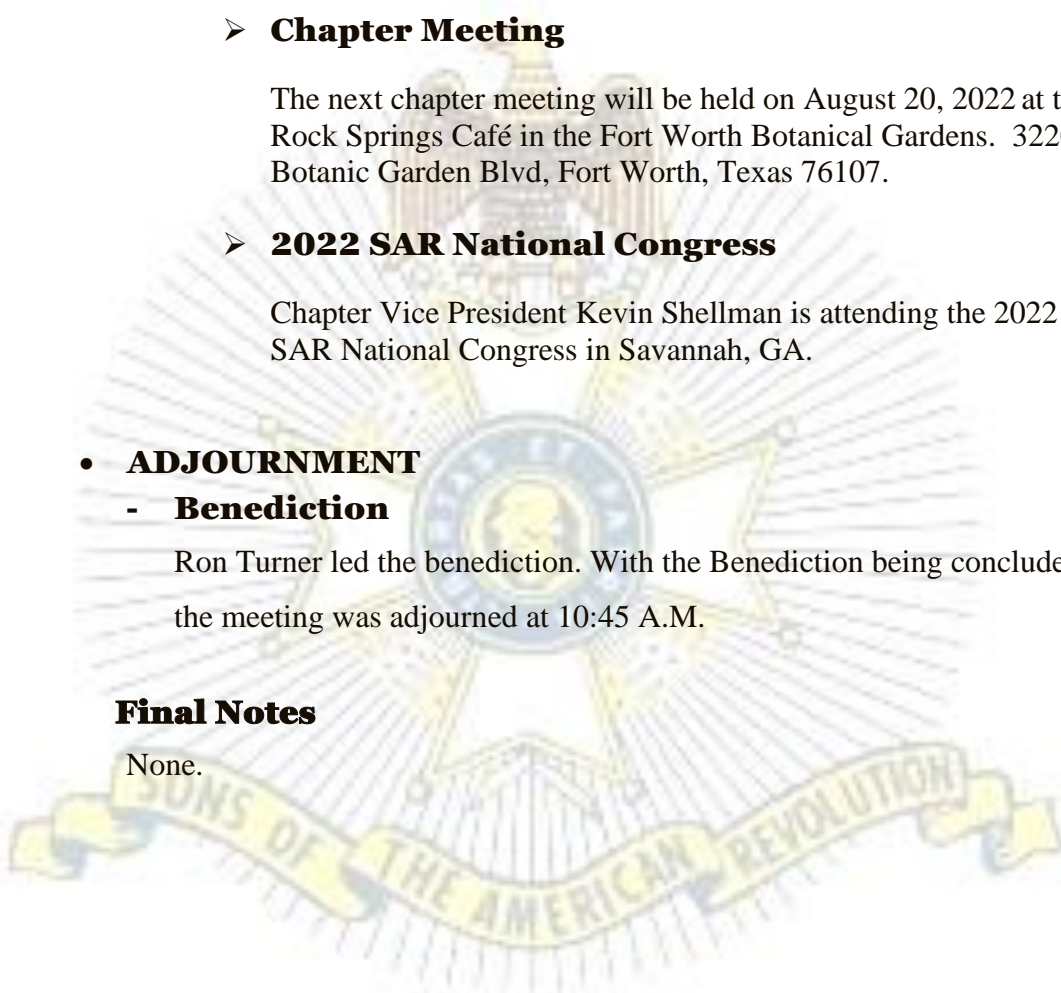 ➢ Chapter Meeting
The next chapter meeting will be held on August 20, 2022 at
Rock Springs Café in the Fort Worth Botanical Gardens. 322
Botanic Garden Blvd, Fort Worth, Texas 76107.
➢ 2022 SAR National Congress
Chapter Vice President Kevin Shellman is attending the 2022
SAR National Congress in Savannah, GA.
• ADJOURNMENT
- Benediction
Ron Turner led the benediction. With the Benediction being conclude
the meeting was adjourned at 10:45 A.M.
Final Notes
None.
SONS OF THE AMERICAN REVOLUTION